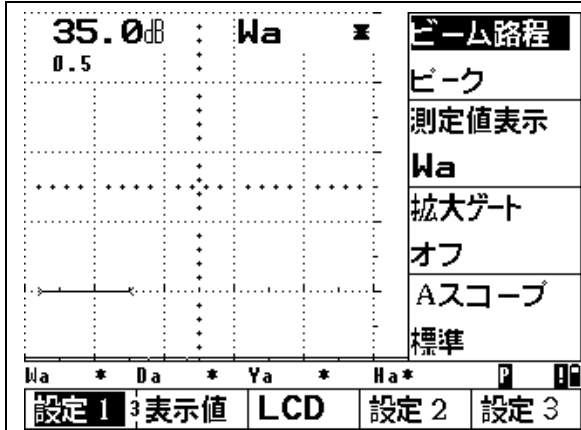 35.0dB Wa
0.5
ビーム路程
ピーク
測定値表示
Wa
拡大ゲート
オフ
Aスコープ
標準
Wa * Da * Ya * Ha* P !
設定1 3 表示値 LCD 設定2 設定3